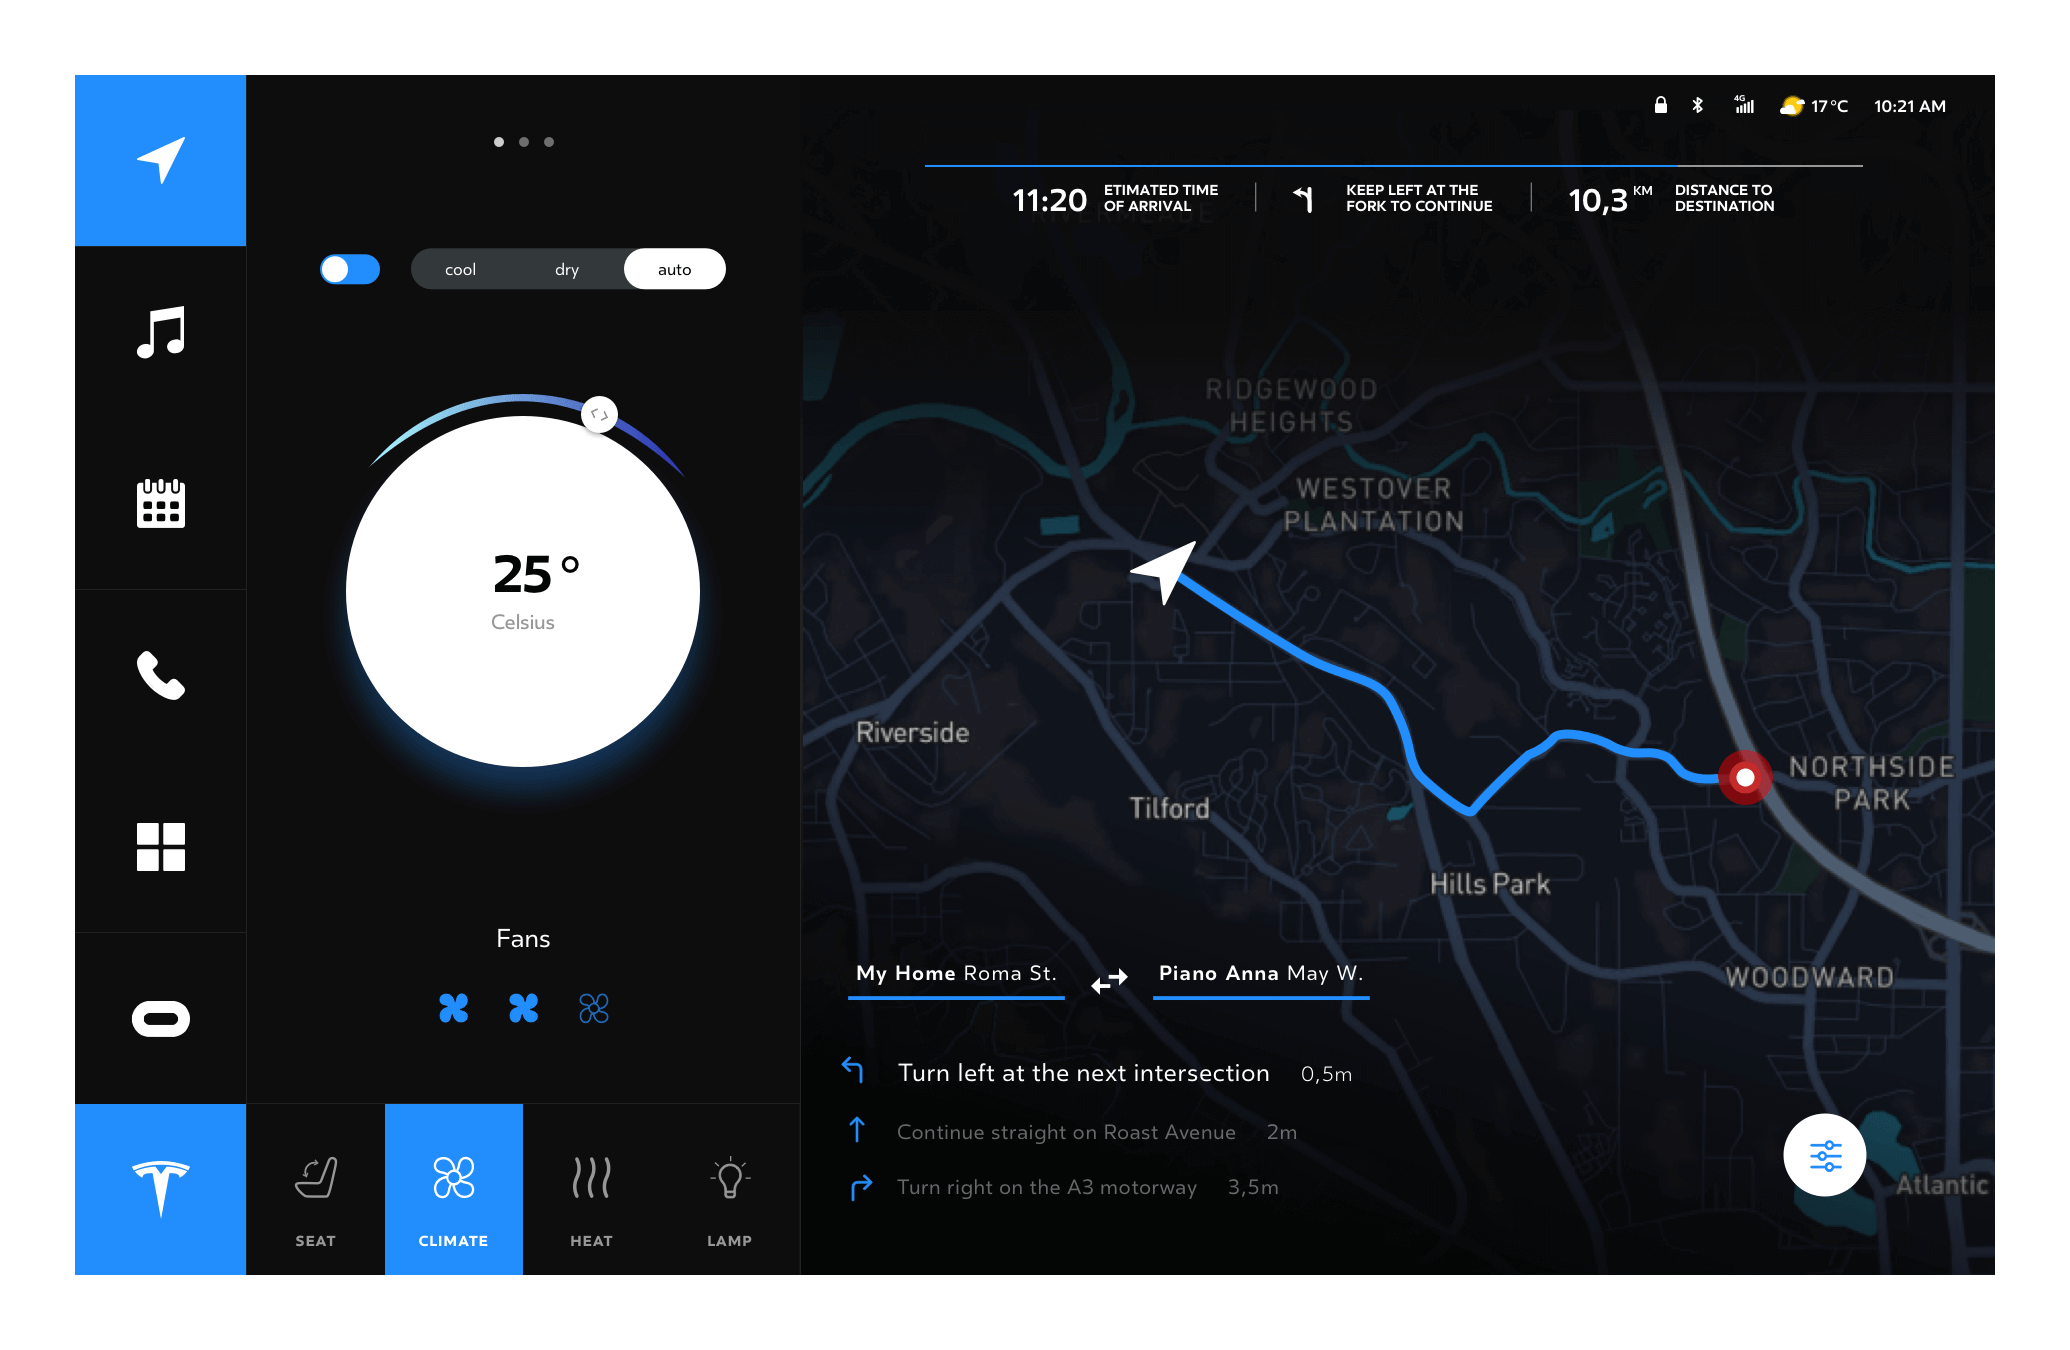 4G
17°C
10:21 AM
11:20
ETIMATED TIME
OF ARRIVAL
KEEP LEFT AT THE
FORK TO CONTINUE
10,3 KM
DISTANCE TO
DESTINATION
cool
dry
auto
25°
Celsius
Fans
SEAT
CLIMATE
HEAT
LAMP
RIDGEWOOD
HEIGHTS
WESTOVER
PLANTATION
Riverside
Tilford
NORTHSIDE
PARK
Hills Park
WOODWARD
Atlantic
My Home Roma St.
Piano Anna May W.
Turn left at the next intersection 0,5m
Continue straight on Roast Avenue 2m
Turn right on the A3 motorway 3,5m